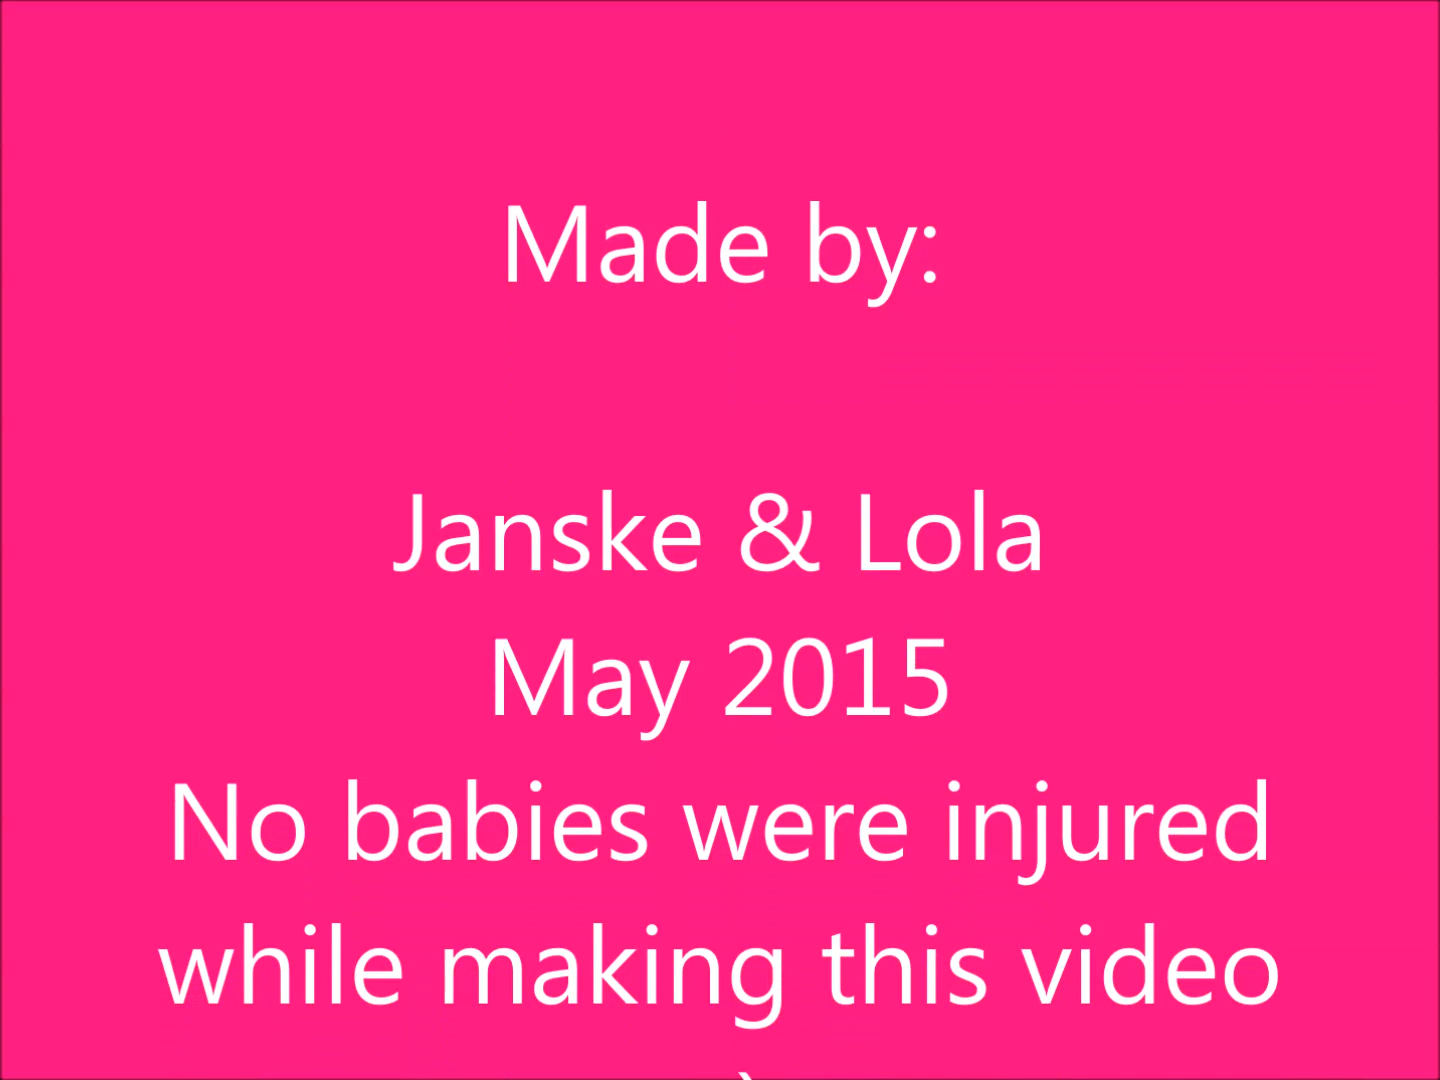 Made by:
Janske & Lola
May 2015
No babies were injured
while making this video